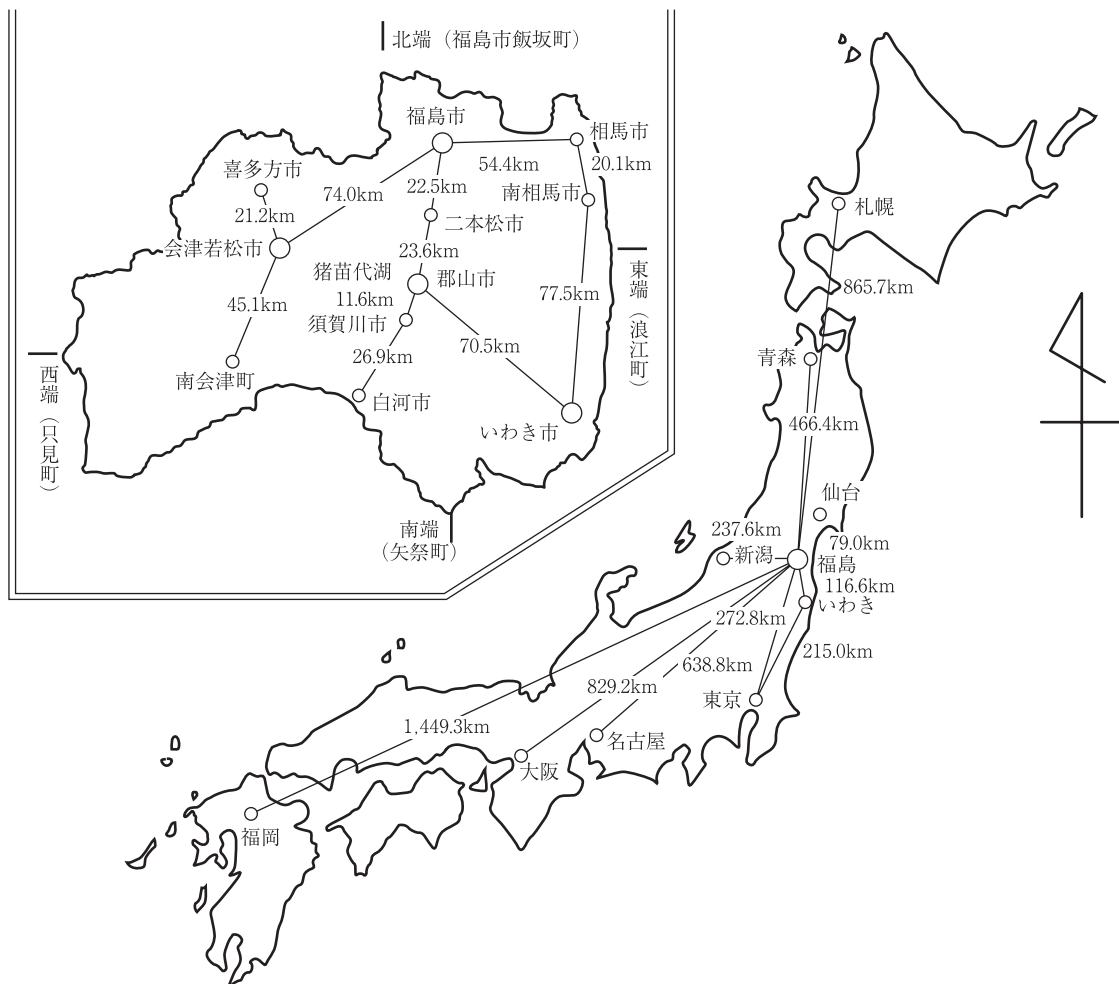 北端（福島市飯坂町）
福島市
相馬市
54.4km
20.1km
喜多方市
74.0km
22.5km
南相馬市
21.2km
二本松市
会津若松市
23.6km
猪苗代湖
郡山市
東端（浪江町）
11.6km
77.5km
45.1km
須賀川市
70.5km
26.9km
西端（只見町）
南会津町
白河市
いわき市
南端
（矢祭町）
札幌
865.7km
青森
466.4km
仙台
237.6km
79.0km
新潟
福島
116.6km
いわき
272.8km
215.0km
638.8km
829.2km
東京
1,449.3km
名古屋
大阪
福岡